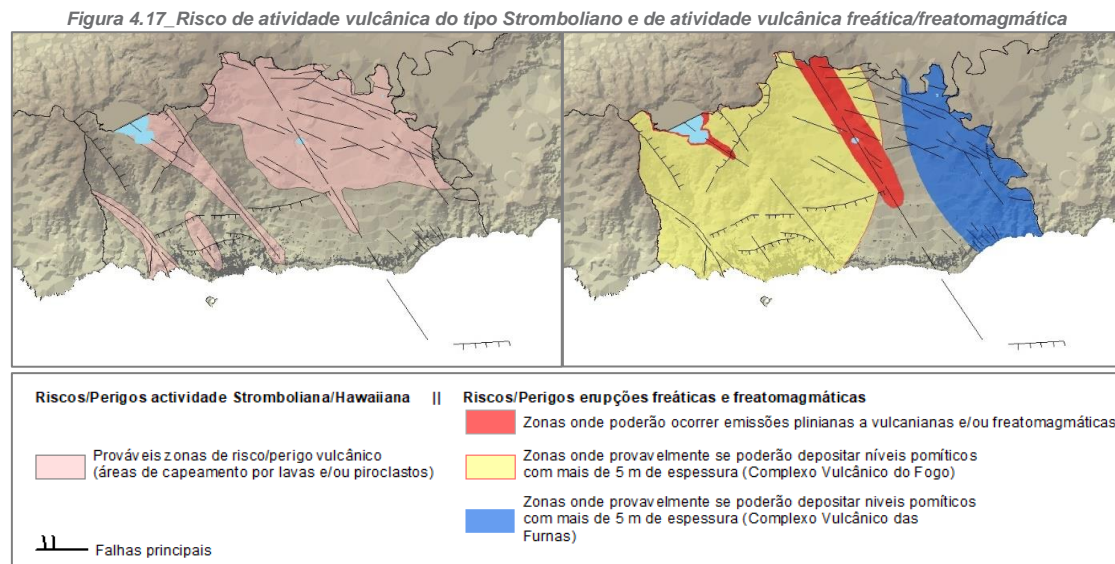 Figura 4.17_Risco de atividade vulcânica do tipo Stromboliano e de atividade vulcânica freática/freatomagmática
Riscos/Perigos actividade Stromboliana/Hawaiiana ||
Prováveis zonas de risco/perigo vulcânico
(áreas de capeamento por lavas e/ou piroclastos)
Falhas principais
Riscos/Perigos erupções freáticas e freatomagmáticas
Zonas onde poderão ocorrer emissões plinianas a vulcanianas e/ou freatomagmáticas
Zonas onde provavelmente se poderão depositar níveis pomíticos
com mais de 5 m de espessura (Complexo Vulcânico do Fogo)
Zonas onde provavelmente se poderão depositar niveis pomíticos
com mais de 5 m de espessura (Complexo Vulcânico das
Furnas)